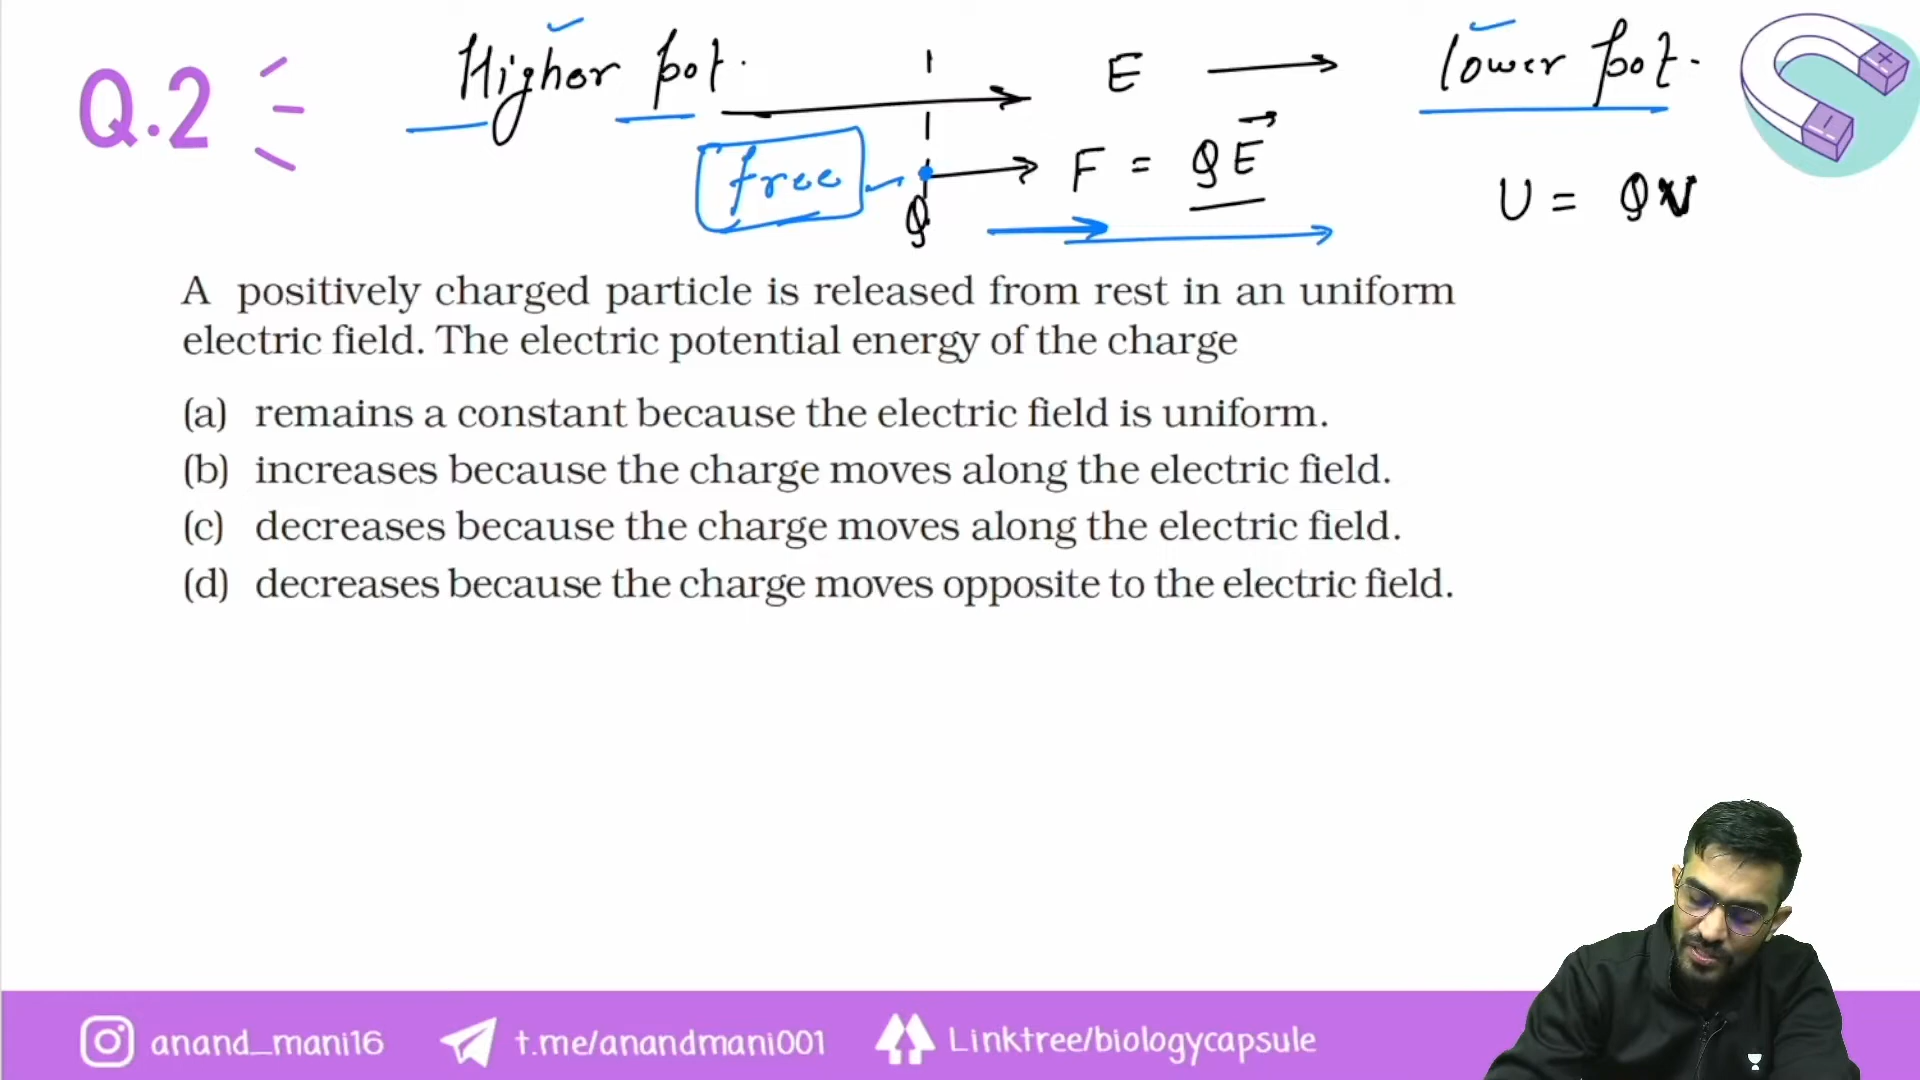 Q.2
Higher pot. E lower pot.
free F = QE
Q U = QV
A positively charged particle is released from rest in an uniform
electric field. The electric potential energy of the charge
(a) remains a constant because the electric field is uniform.
(b) increases because the charge moves along the electric field.
(c) decreases because the charge moves along the electric field.
(d) decreases because the charge moves opposite to the electric field.
anand_mani16 t.me/anandmani001 Linktree/biologycapsule